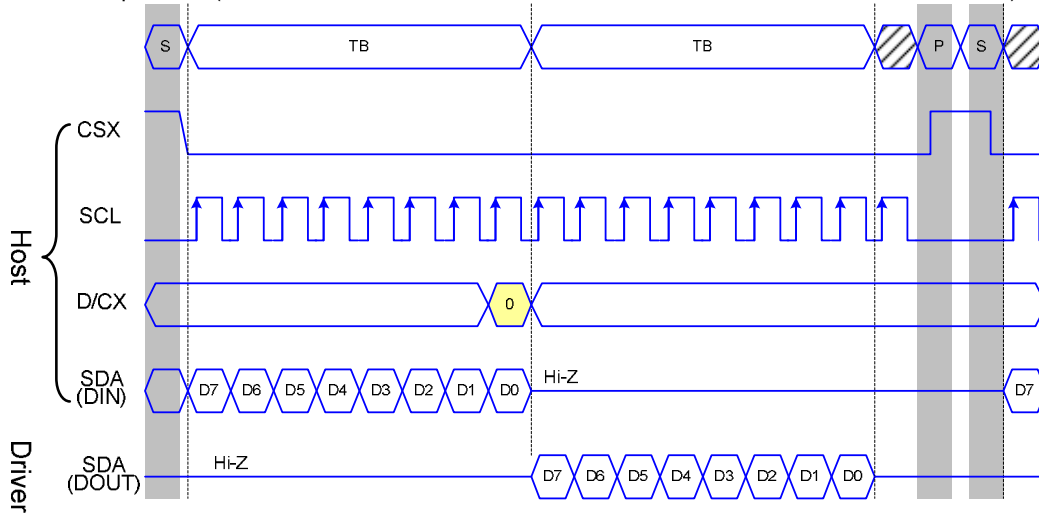 S TB TB P S
CSX
SCL
Host
D/CX 0
SDA
(DIN) D7 D6 D5 D4 D3 D2 D1 D0 Hi-Z D7
Driver
SDA
(DOUT) Hi-Z D7 D6 D5 D4 D3 D2 D1 D0